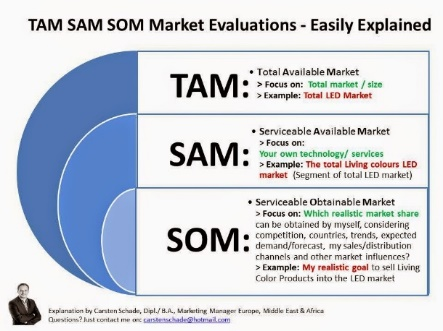 TAM SAM SOM Market Evaluations - Easily Explained
TAM:
• Total Available Market
> Focus on: Total market / size
> Example: Total LED Market
SAM:
• Serviceable Available Market
> Focus on:
Your own technology/ services
> Example: The total Living colours LED
market (Segment of total LED market)
SOM:
• Serviceable Obtainable Market
> Focus on: Which realistic market share
can be obtained by myself, considering
competition, countries, trends, expected
demand/forecast, my sales/distribution
channels and other market influences?
> Example: My realistic goal to sell Living
Color Products into the LED market
Explanation by Carsten Schade, Dipl./ B.A., Marketing Manager Europe, Middle East & Africa
Questions? Just contact me on: carstenschade@hotmail.com